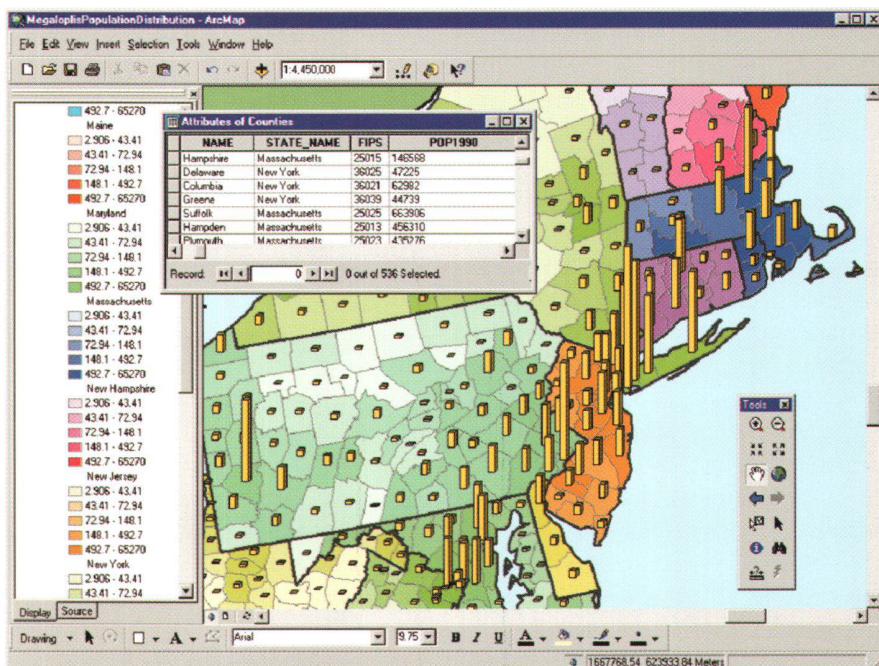 MegaloplisPopulationDistribution - ArcMap
File Edit View Insert Selection Tools Window Help
1:4,450,000
492.7 - 65270
Maine
2.906 - 43.41
43.41 - 72.94
72.94 - 148.1
148.1 - 492.7
492.7 - 65270
Maryland
2.906 - 43.41
43.41 - 72.94
72.94 - 148.1
148.1 - 492.7
492.7 - 65270
Massachusetts
2.906 - 43.41
43.41 - 72.94
72.94 - 148.1
148.1 - 492.7
492.7 - 65270
New Hampshire
2.906 - 43.41
43.41 - 72.94
72.94 - 148.1
148.1 - 492.7
492.7 - 65270
New Jersey
2.906 - 43.41
43.41 - 72.94
72.94 - 148.1
148.1 - 492.7
492.7 - 65270
New York
2.906 - 43.41
43.41 - 72.94
Display Source
Attributes of Counties
NAME STATE_NAME FIPS POP1990
Hampshire Massachusetts 25015 146568
Delaware New York 36025 47225
Columbia New York 36021 62982
Greene New York 36039 44739
Suffolk Massachusetts 25025 663906
Hampden Massachusetts 25013 456310
Plymouth Massachusetts 25023 435276
Record: 0 0 out of 536 Selected.
Tools
Drawing A Arial 9.75 B I U A
1667768.54 623933.84 Meters